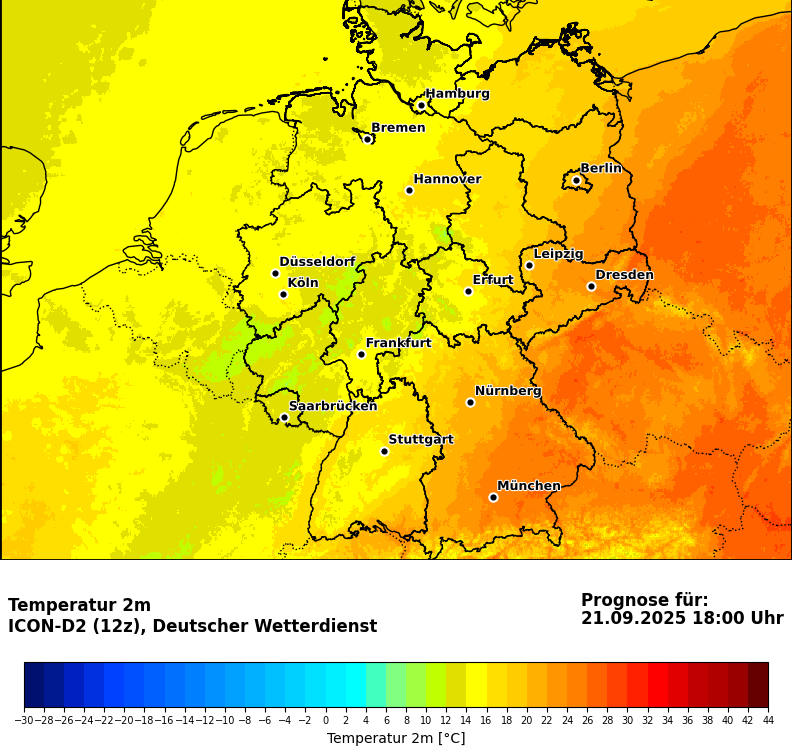 Hamburg
Bremen
Berlin
Hannover
Leipzig
Düsseldorf
Dresden
Köln
Erfurt
Frankfurt
Nürnberg
Saarbrücken
Stuttgart
München
Temperatur 2m
ICON-D2 (12z), Deutscher Wetterdienst
Prognose für:
21.09.2025 18:00 Uhr
−30 −28 −26 −24 −22 −20 −18 −16 −14 −12 −10 −8 −6 −4 −2 0 2 4 6 8 10 12 14 16 18 20 22 24 26 28 30 32 34 36 38 40 42 44
Temperatur 2m [°C]